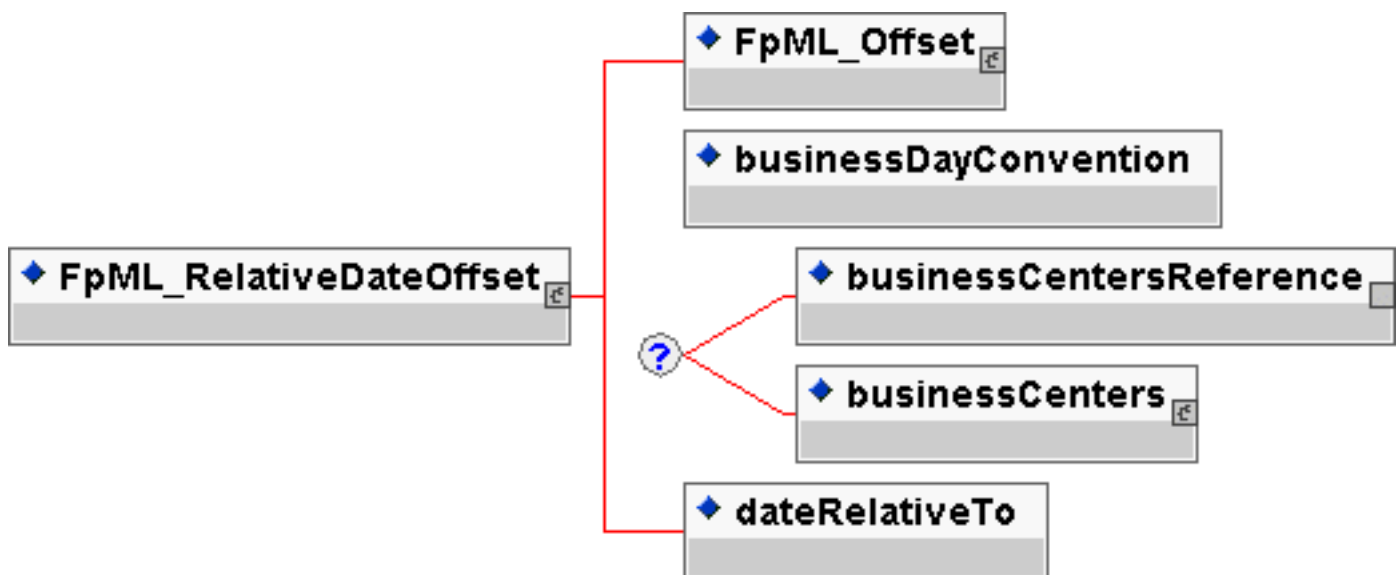 FpML_Offset
businessDayConvention
FpML_RelativeDateOffset
businessCentersReference
?
businessCenters
dateRelativeTo